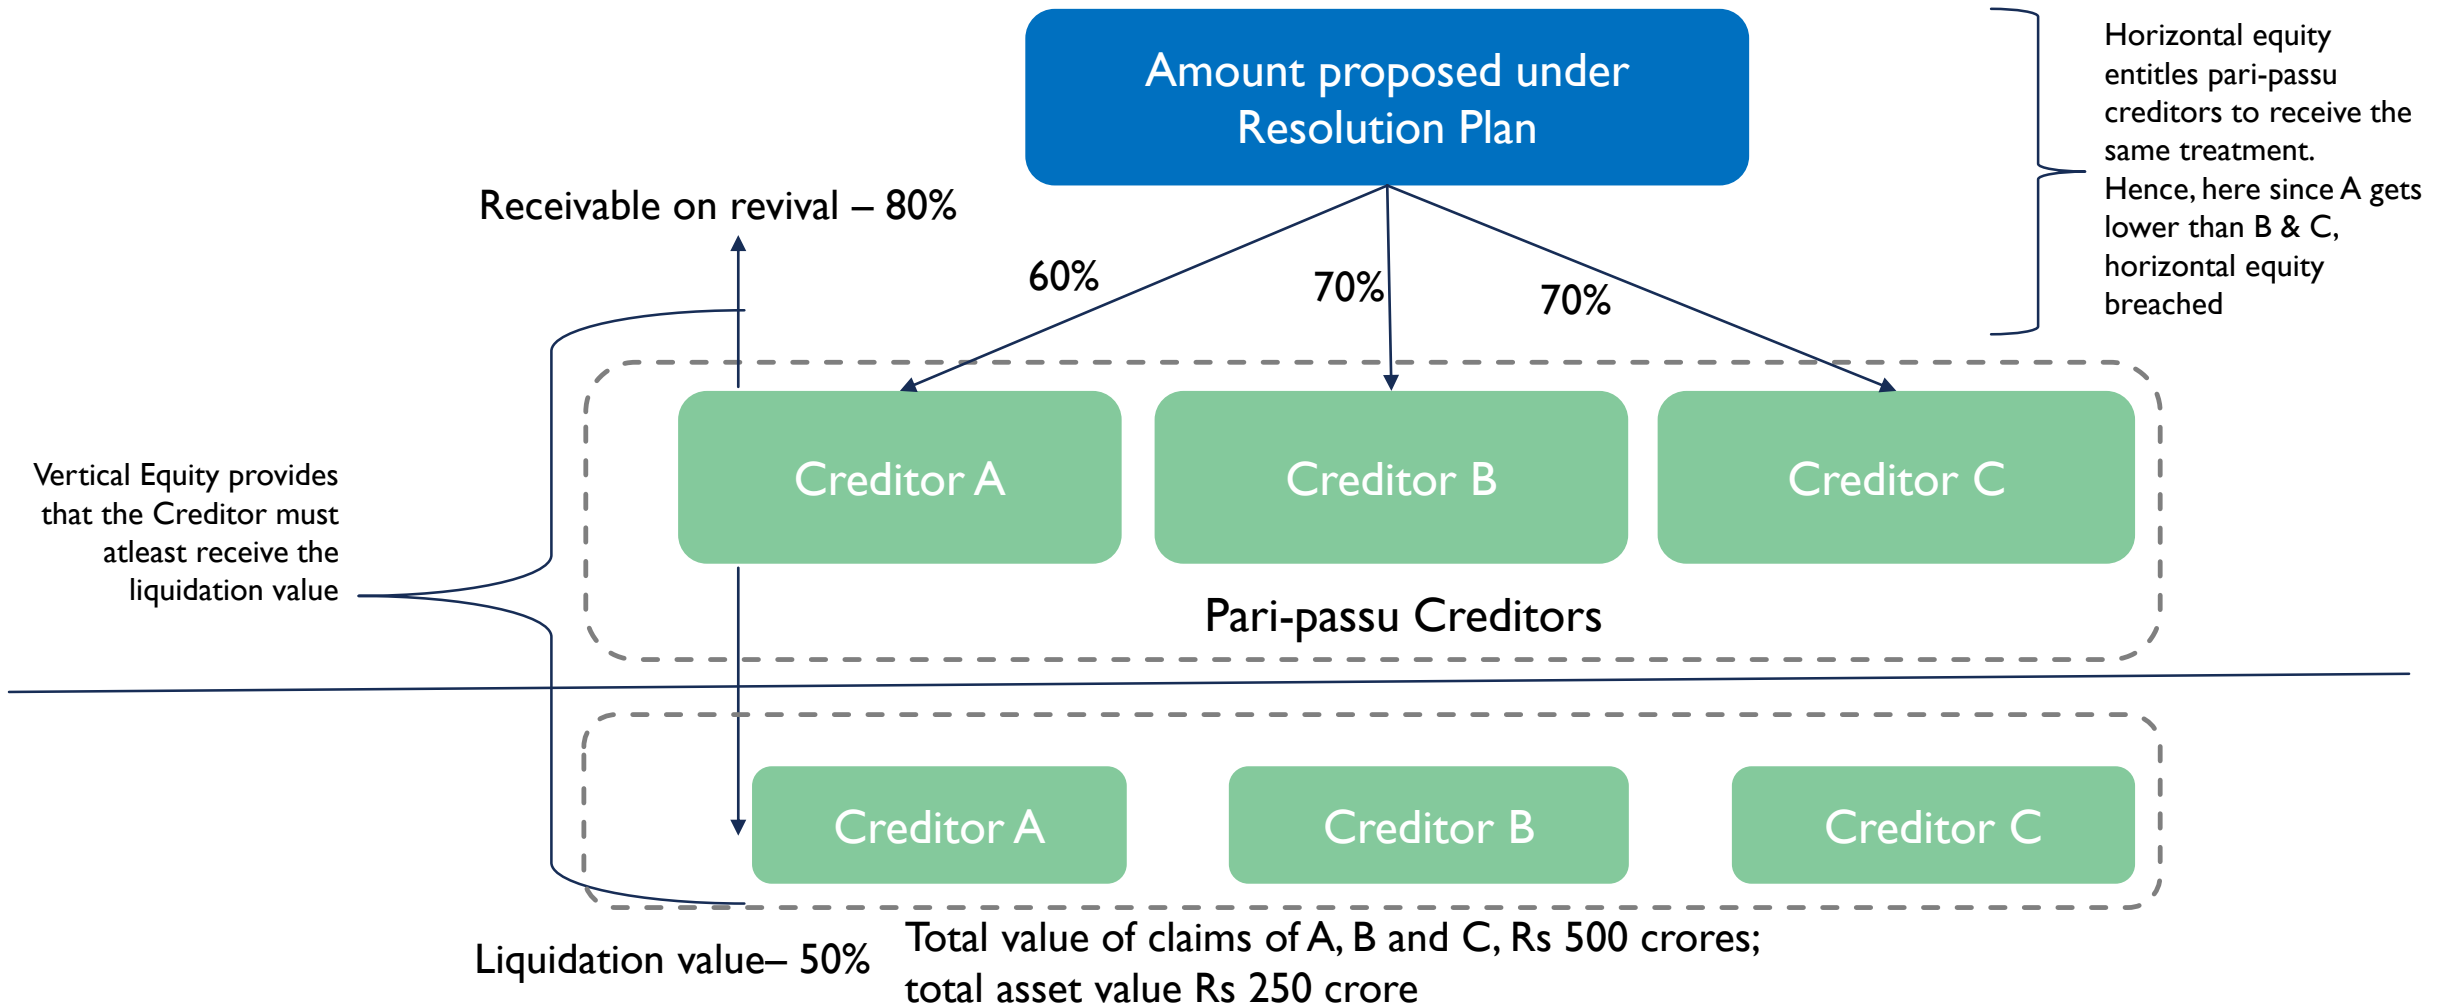 Amount proposed under
Resolution Plan
Horizontal equity
entitles pari-passu
creditors to receive the
same treatment.
Hence, here since A gets
lower than B & C,
horizontal equity
breached
Receivable on revival – 80%
60%
70%
70%
Creditor A
Creditor B
Creditor C
Vertical Equity provides
that the Creditor must
atleast receive the
liquidation value
Pari-passu Creditors
Creditor A
Creditor B
Creditor C
Liquidation value– 50%
Total value of claims of A, B and C, Rs 500 crores;
total asset value Rs 250 crore